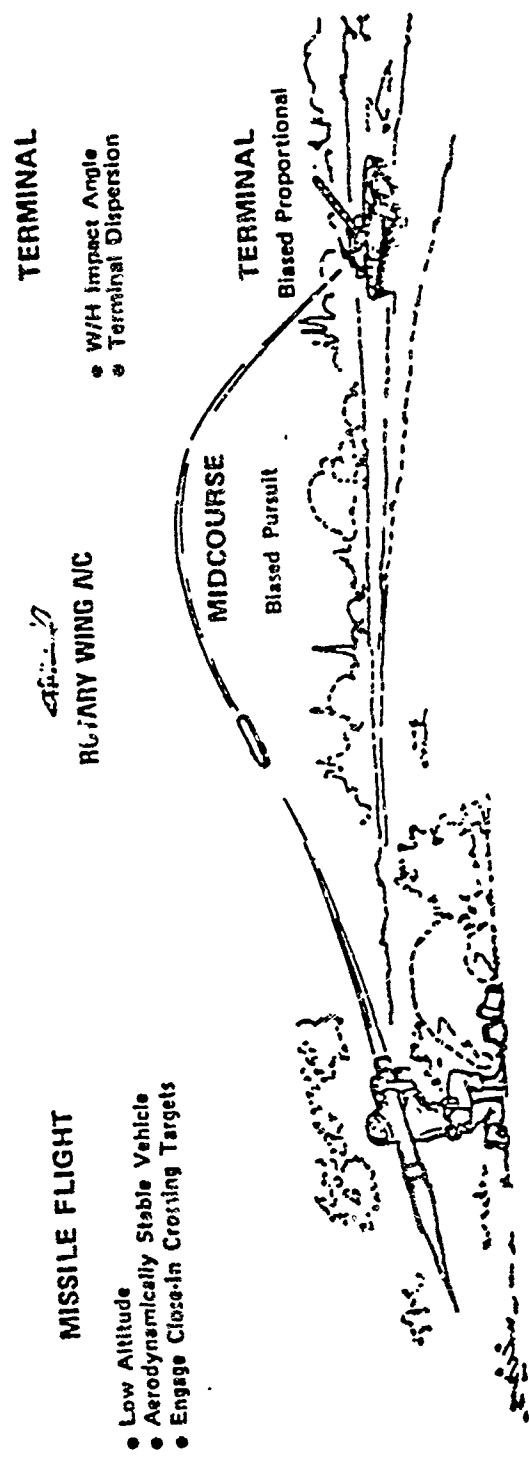 MISSILE FLIGHT
● Low Altitude
● Aerodynamically Stable Vehicle
● Engage Close-In Crossing Targets
ROTARY WING A/C
TERMINAL
● W/H Impact Angle
● Terminal Dispersion
MIDCOURSE
Biased Pursuit
TERMINAL
Biased Proportional